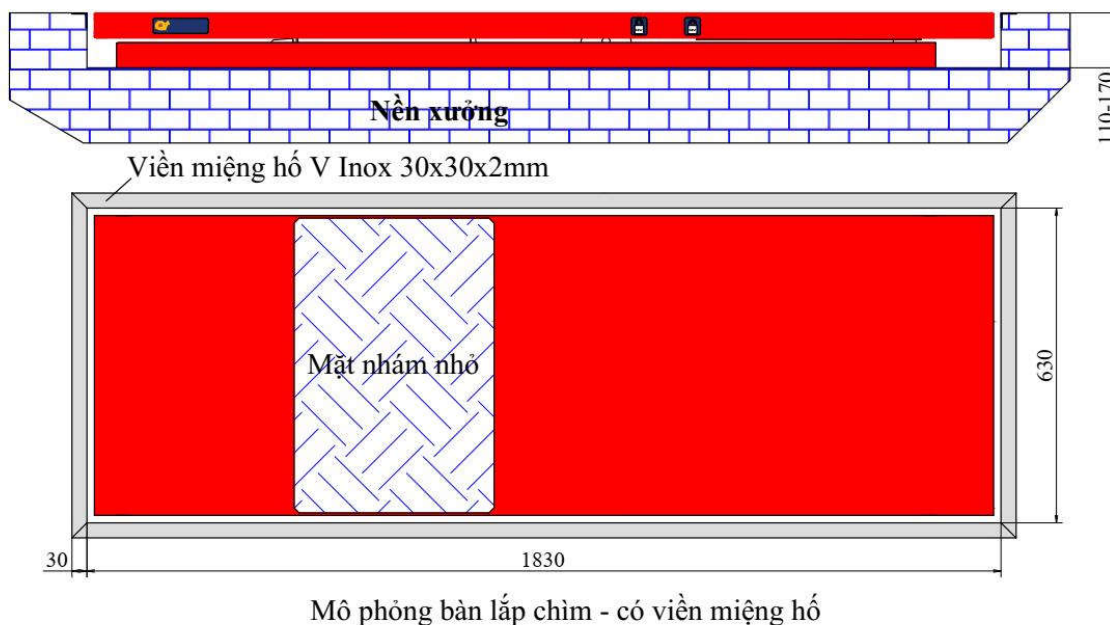 Nền xưởng
110-170
Viền miệng hố V Inox 30x30x2mm
Mặt nhám nhỏ
630
30
1830
Mô phỏng bàn lắp chìm - có viền miệng hố